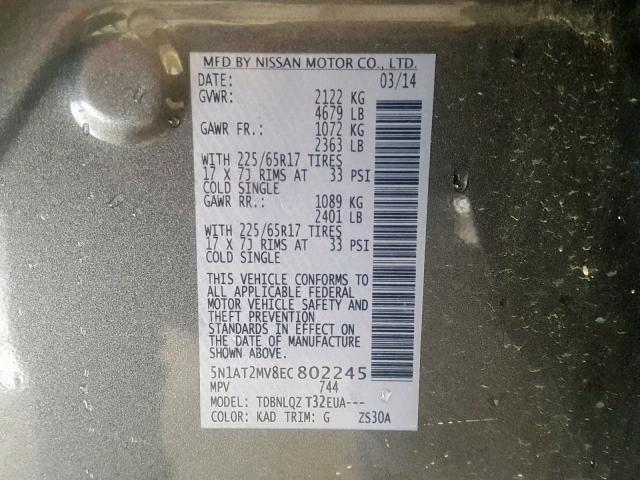 MFD BY NISSAN MOTOR CO., LTD.
DATE: 03/14
GVWR: 2122 KG
4679 LB
GAWR FR.: 1072 KG
2363 LB
WITH 225/65R17 TIRES
17 X 7J RIMS AT 33 PSI
COLD SINGLE
GAWR RR.: 1089 KG
2401 LB
WITH 225/65R17 TIRES
17 X 7J RIMS AT 33 PSI
COLD SINGLE
THIS VEHICLE CONFORMS TO
ALL APPLICABLE FEDERAL
MOTOR VEHICLE SAFETY AND
THEFT PREVENTION
STANDARDS IN EFFECT ON
THE DATE OF MANUFACTURE
SHOWN ABOVE.
5N1AT2MV8EC802245
MPV 744
MODEL: TDBNLQZ T32EUA---
COLOR: KAD TRIM: G ZS30A